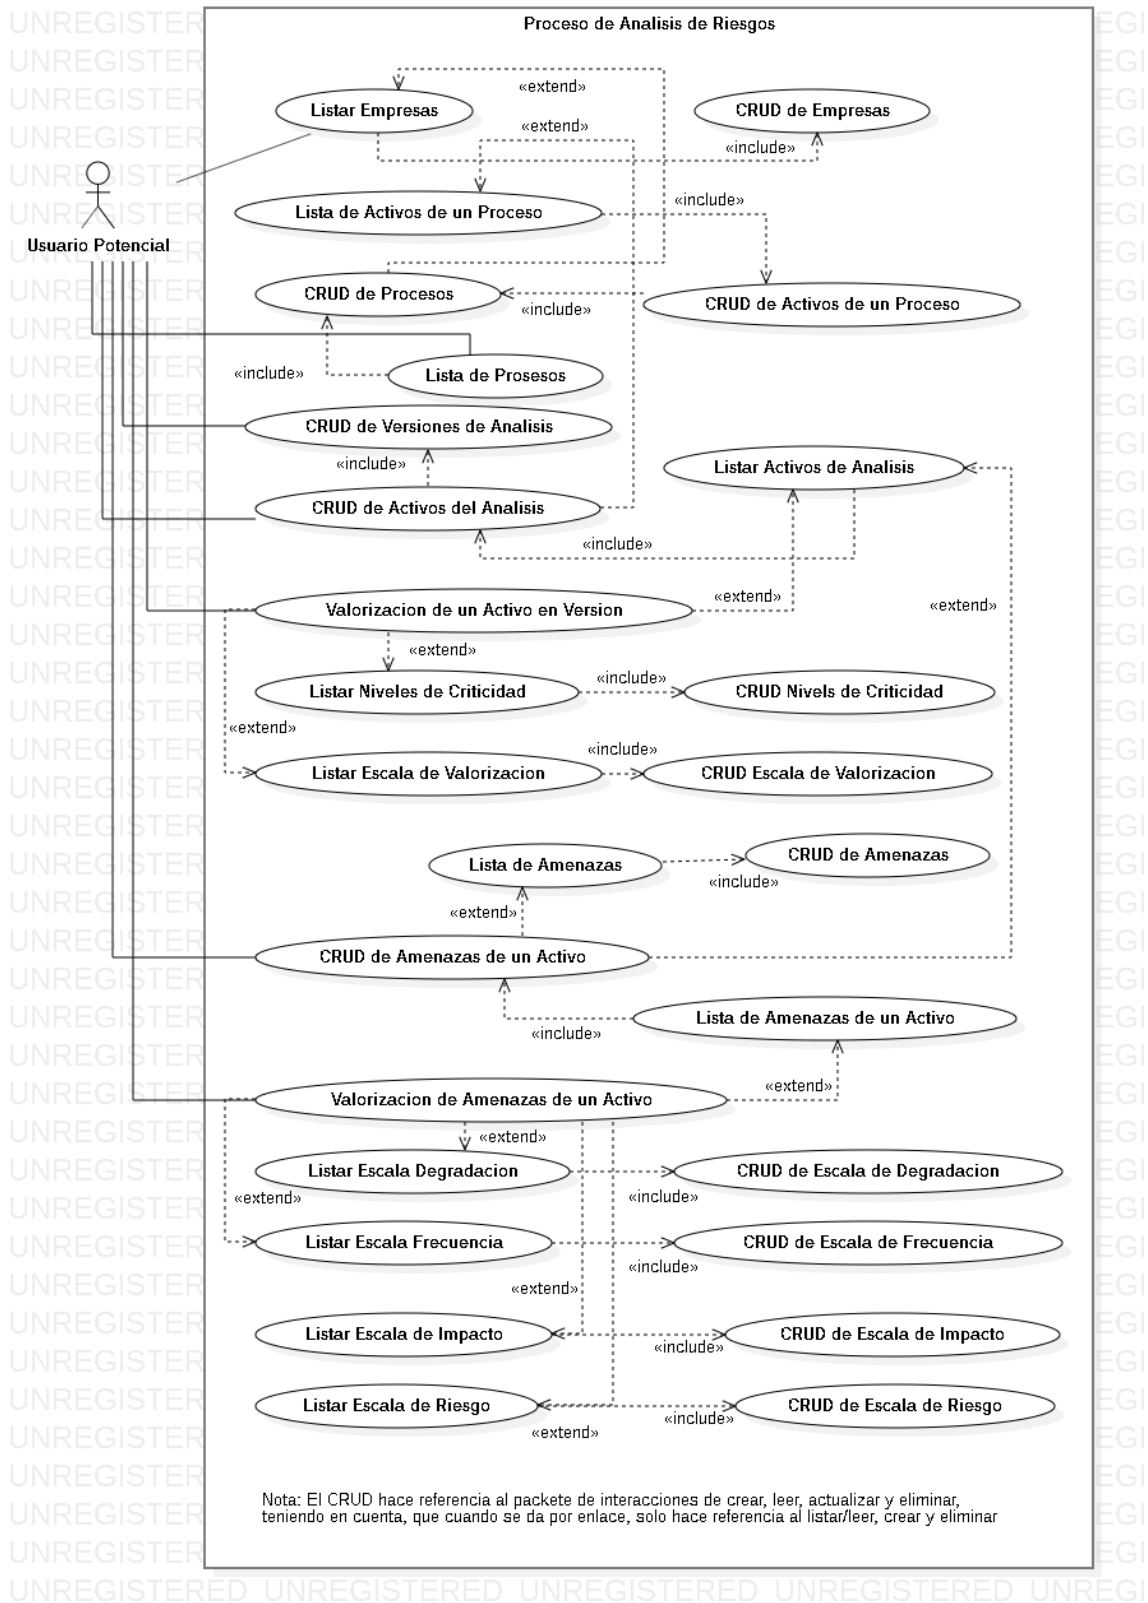 Proceso de Analisis de Riesgos
«extend»
Listar Empresas
CRUD de Empresas
«extend»
«include»
«include»
Lista de Activos de un Proceso
Usuario Potencial
CRUD de Procesos
CRUD de Activos de un Proceso
«include»
«include»
Lista de Prosesos
CRUD de Versiones de Analisis
«include»
Listar Activos de Analisis
CRUD de Activos del Analisis
«include»
«extend»
«extend»
Valorizacion de un Activo en Version
«extend»
«include»
Listar Niveles de Criticidad
CRUD Nivels de Criticidad
«extend»
«include»
Listar Escala de Valorizacion
CRUD Escala de Valorizacion
Lista de Amenazas
CRUD de Amenazas
«include»
«extend»
CRUD de Amenazas de un Activo
Lista de Amenazas de un Activo
«include»
«extend»
Valorizacion de Amenazas de un Activo
«extend»
Listar Escala Degradacion
CRUD de Escala de Degradacion
«extend»
«include»
Listar Escala Frecuencia
CRUD de Escala de Frecuencia
«include»
«extend»
Listar Escala de Impacto
CRUD de Escala de Impacto
«include»
Listar Escala de Riesgo
CRUD de Escala de Riesgo
«include»
«extend»
Nota: El CRUD hace referencia al packete de interacciones de crear, leer, actualizar y eliminar,
teniendo en cuenta, que cuando se da por enlace, solo hace referencia al listar/leer, crear y eliminar
UNREGISTERED UNREGISTERED UNREGISTERED UNREGISTERED